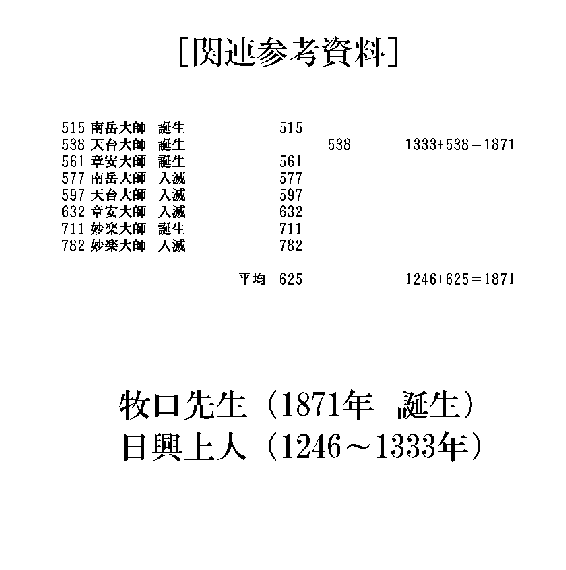 [関連参考資料]
515 南岳大師 誕生 515
538 天台大師 誕生 538 1333+538=1871
561 章安大師 誕生 561
577 南岳大師 入滅 577
597 天台大師 入滅 597
632 章安大師 入滅 632
711 妙楽大師 誕生 711
782 妙楽大師 入滅 782
平均 625 1246+625=1871
牧口先生（1871年 誕生）
日興上人（1246～1333年）